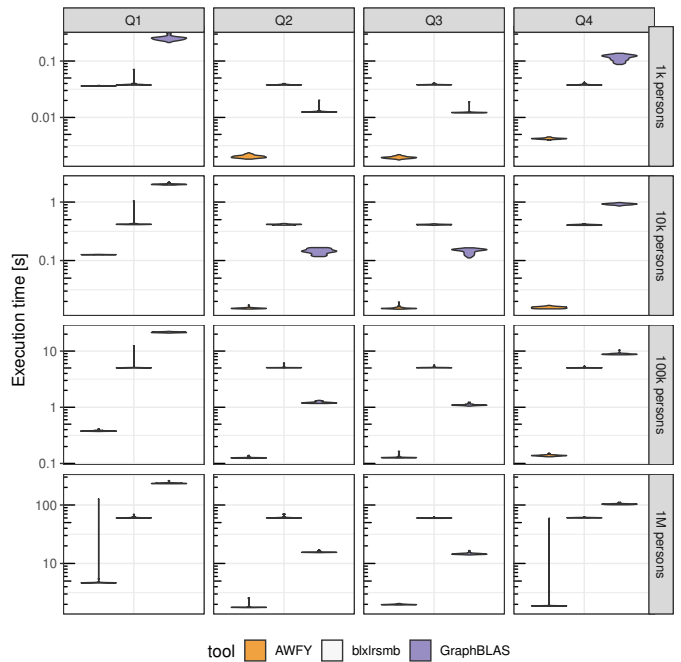 Q1 Q2 Q3 Q4
0.1
0.01
1k persons
1
0.1
10k persons
10
1
0.1
100k persons
100
10
1M persons
Execution time [s]
tool AWFY blxlrsmb GraphBLAS